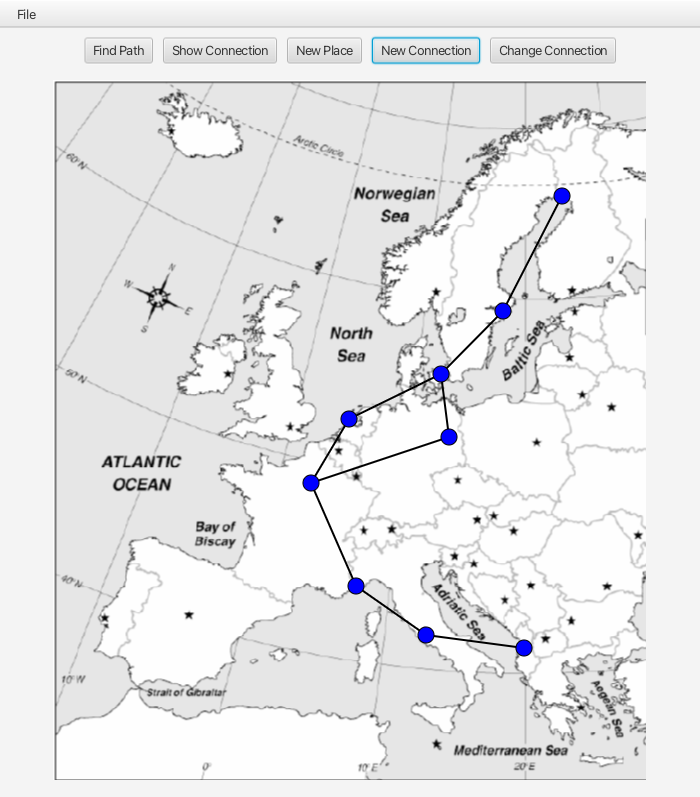 File
Find Path
Show Connection
New Place
New Connection
Change Connection
Arctic Circle
60°N
Norwegian
Sea
N
W
E
S
North
Sea
Baltic Sea
50°N
ATLANTIC
OCEAN
Bay of
Biscay
40°N
Adriatic Sea
10°W
Strait of Gibraltar
Aegean Sea
Mediterranean Sea
0°
10°E
20°E